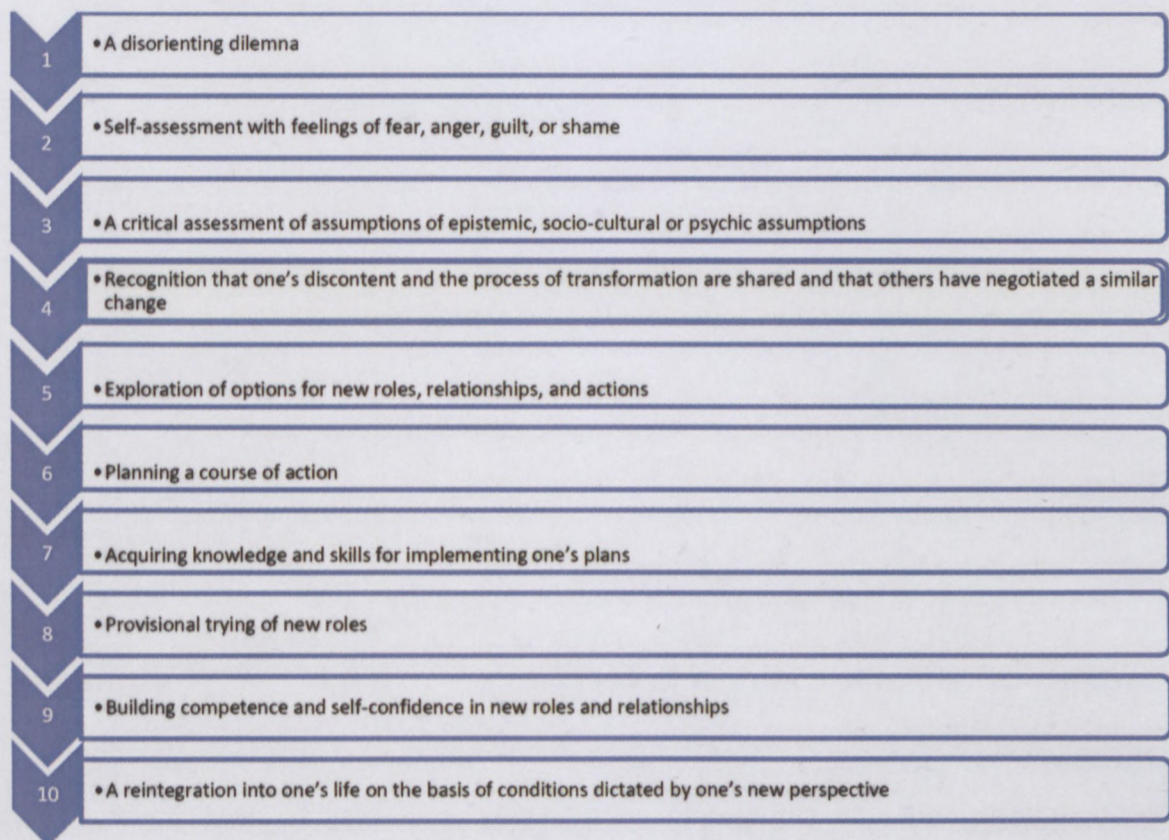 1
•A disorienting dilemma
2
•Self-assessment with feelings of fear, anger, guilt, or shame
3
•A critical assessment of assumptions of epistemic, socio-cultural or psychic assumptions
4
•Recognition that one's discontent and the process of transformation are shared and that others have negotiated a similar
change
5
•Exploration of options for new roles, relationships, and actions
6
•Planning a course of action
7
•Acquiring knowledge and skills for implementing one's plans
8
•Provisional trying of new roles
9
•Building competence and self-confidence in new roles and relationships
10
•A reintegration into one's life on the basis of conditions dictated by one's new perspective